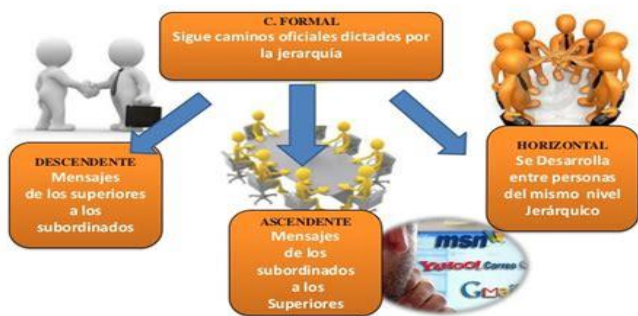 C. FORMAL
Sigue caminos oficiales dictados por
la jerarquía
DESCENDENTE
Mensajes
de los superiores
a los
subordinados
ASCENDENTE
Mensajes
de los
subordinados
a los
Superiores
HORIZONTAL
Se Desarrolla
entre personas
del mismo nivel
Jerárquico
msn
YAHOO! Correo